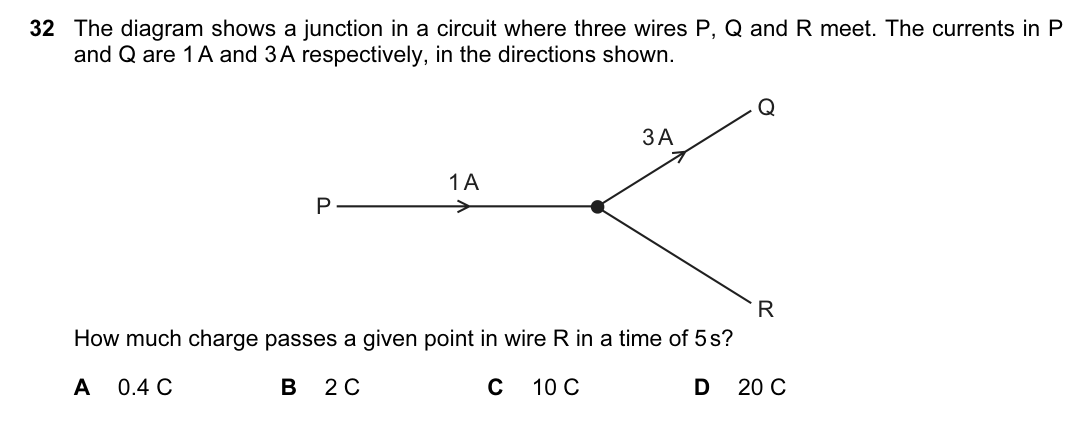 32 The diagram shows a junction in a circuit where three wires P, Q and R meet. The currents in P
and Q are 1 A and 3 A respectively, in the directions shown.
Q
3 A
1 A
P
R
How much charge passes a given point in wire R in a time of 5 s?
A 0.4 C B 2 C C 10 C D 20 C